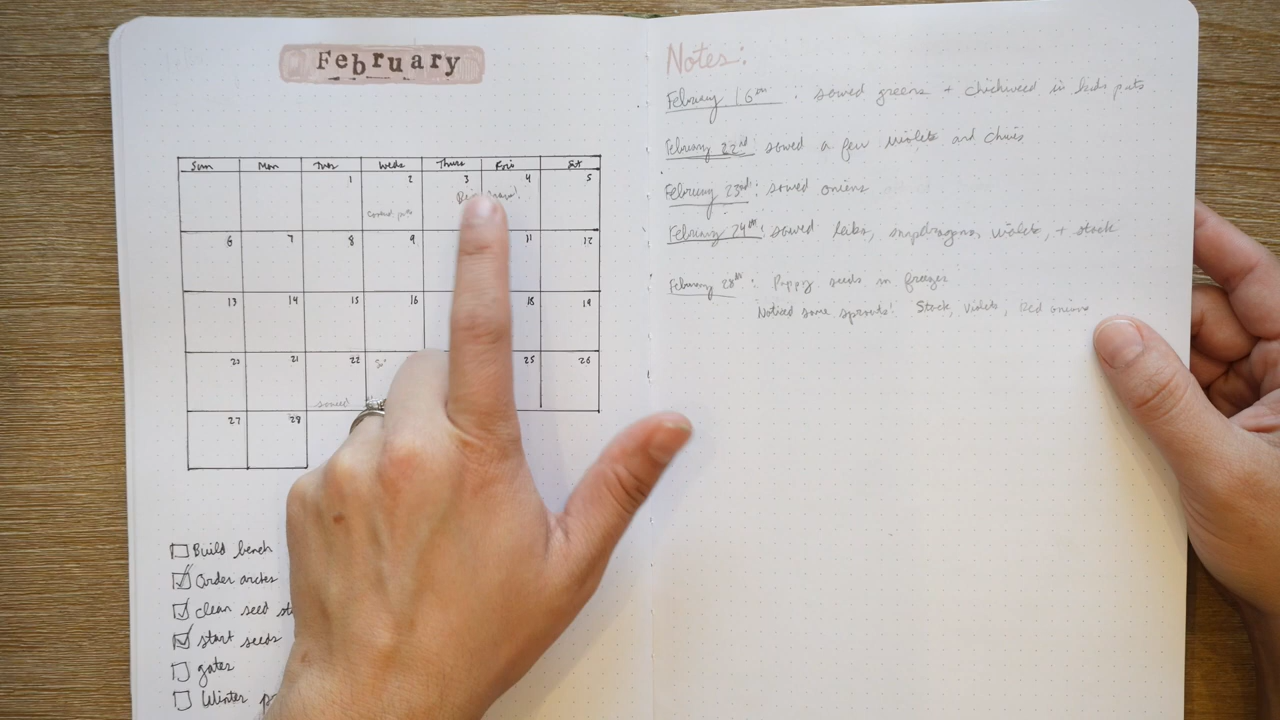 February
Sun Mon Tues Weds Thurs Fri Sat
1 2 3 4 5
6 7 8 9 11 12
13 14 15 16 18 19
20 21 22 25 26
sowed
27 28
Build bench
Order
clean seed
start seeds
gates
Winter
Notes:
February 16th: sowed greens + chickweed in kids pots
February 22nd: sowed a few violets and chives
February 23rd: sowed onions
February 24th: sowed leeks, snapdragons, violets, + stock
February 28th: Poppy seeds in freezer
Noticed some sprouts! Stock, Violets, Red onions